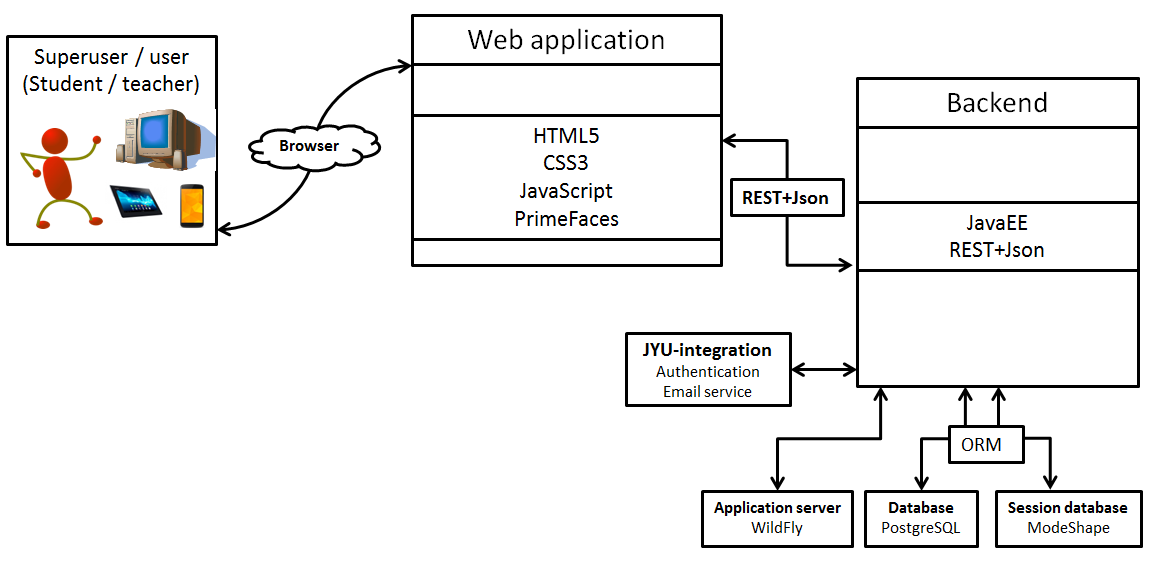 Superuser / user
(Student / teacher)
Browser
Web application
HTML5
CSS3
JavaScript
PrimeFaces
REST+Json
Backend
JavaEE
REST+Json
JYU-integration
Authentication
Email service
ORM
Application server
WildFly
Database
PostgreSQL
Session database
ModeShape